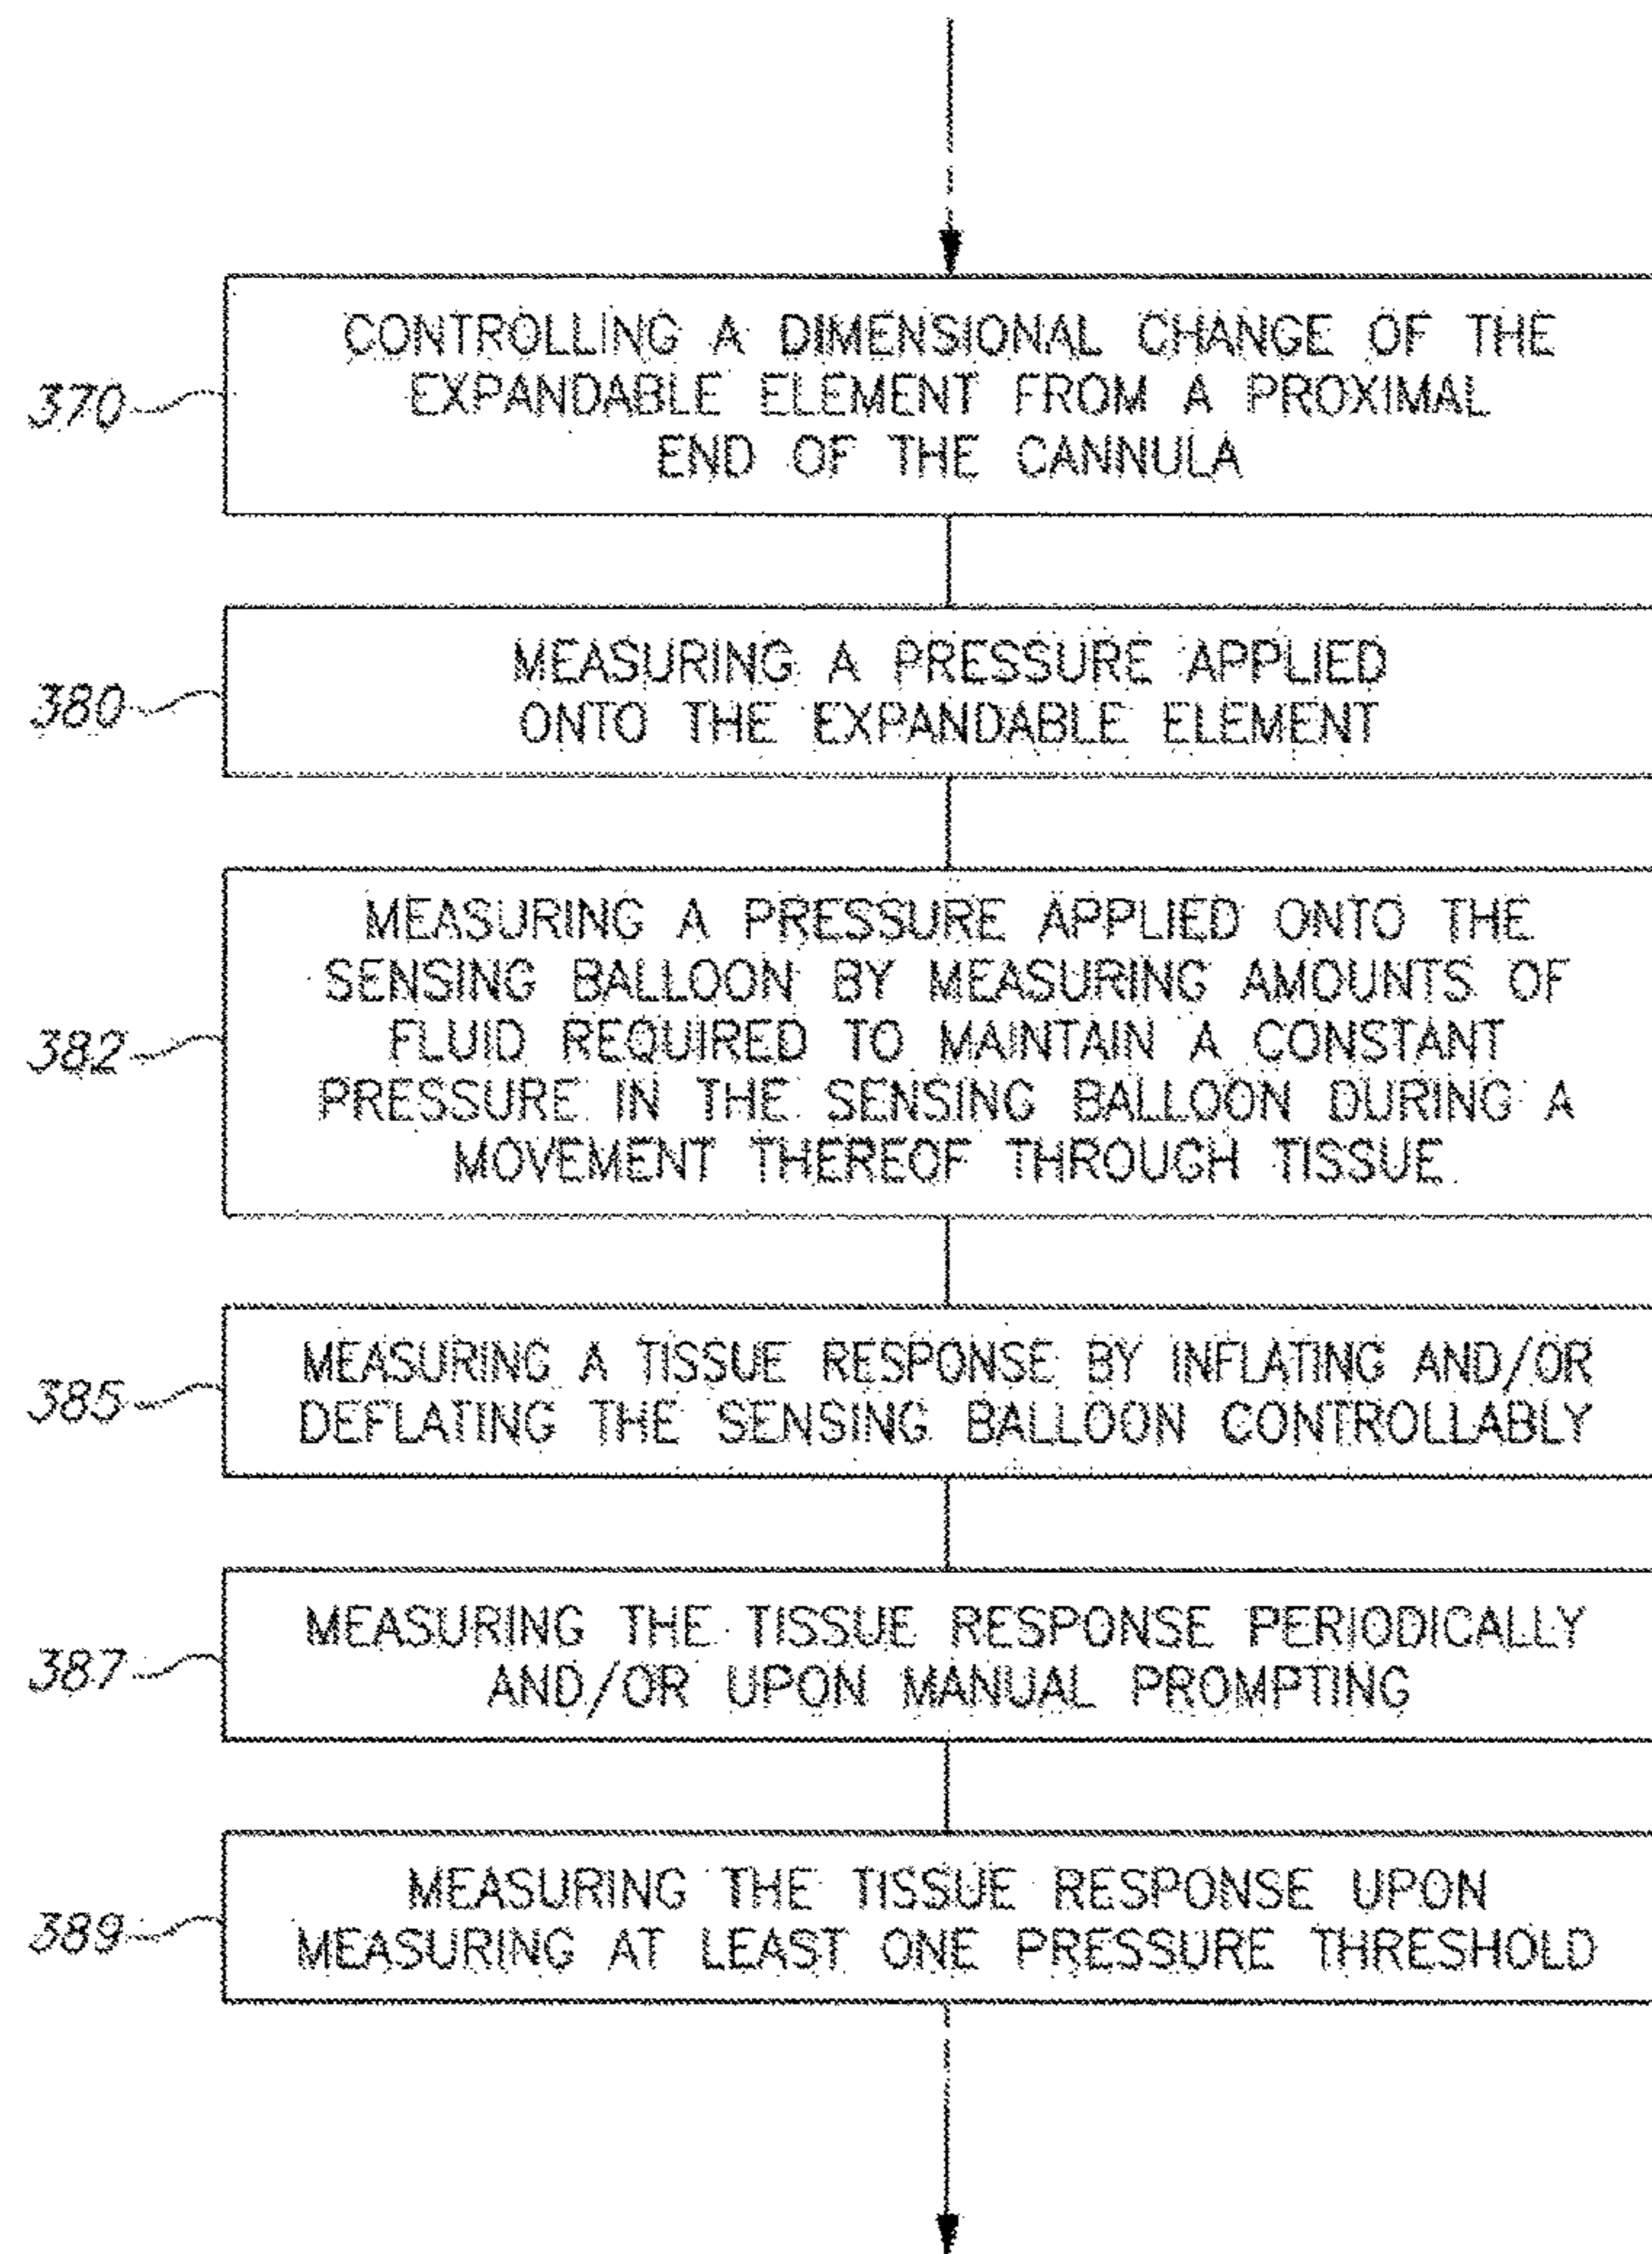 370
CONTROLLING A DIMENSIONAL CHANGE OF THE
EXPANDABLE ELEMENT FROM A PROXIMAL
END OF THE CANNULA
380
MEASURING A PRESSURE APPLIED
ONTO THE EXPANDABLE ELEMENT
382
MEASURING A PRESSURE APPLIED ONTO THE
SENSING BALLOON BY MEASURING AMOUNTS OF
FLUID REQUIRED TO MAINTAIN A CONSTANT
PRESSURE IN THE SENSING BALLOON DURING A
MOVEMENT THEREOF THROUGH TISSUE
385
MEASURING A TISSUE RESPONSE BY INFLATING AND/OR
DEFLATING THE SENSING BALLOON CONTROLLABLY
387
MEASURING THE TISSUE RESPONSE PERIODICALLY
AND/OR UPON MANUAL PROMPTING
389
MEASURING THE TISSUE RESPONSE UPON
MEASURING AT LEAST ONE PRESSURE THRESHOLD